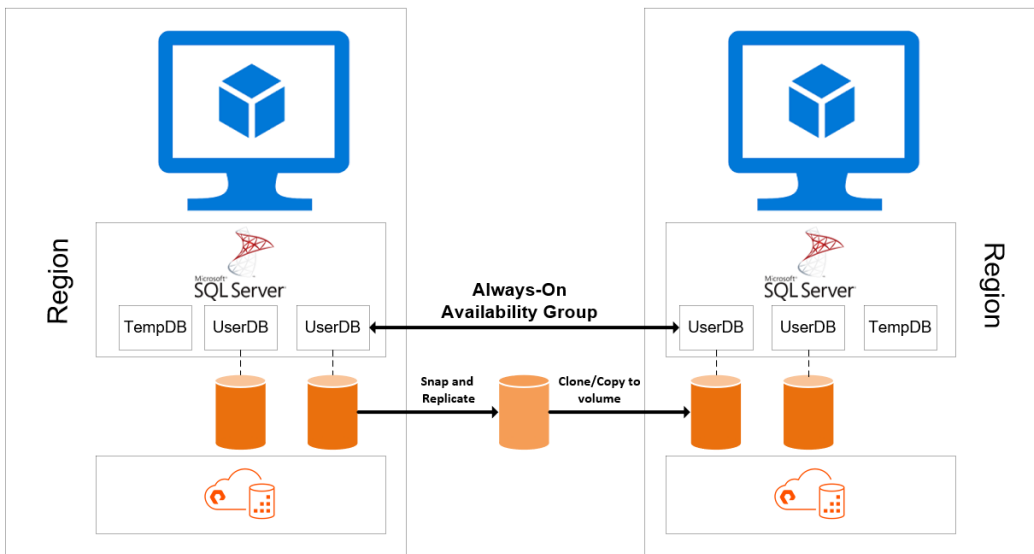 Region
Microsoft®
SQL Server®
TempDB
UserDB
UserDB
Always-On
Availability Group
Region
Microsoft®
SQL Server®
UserDB
UserDB
TempDB
Snap and
Replicate
Clone/Copy to
volume